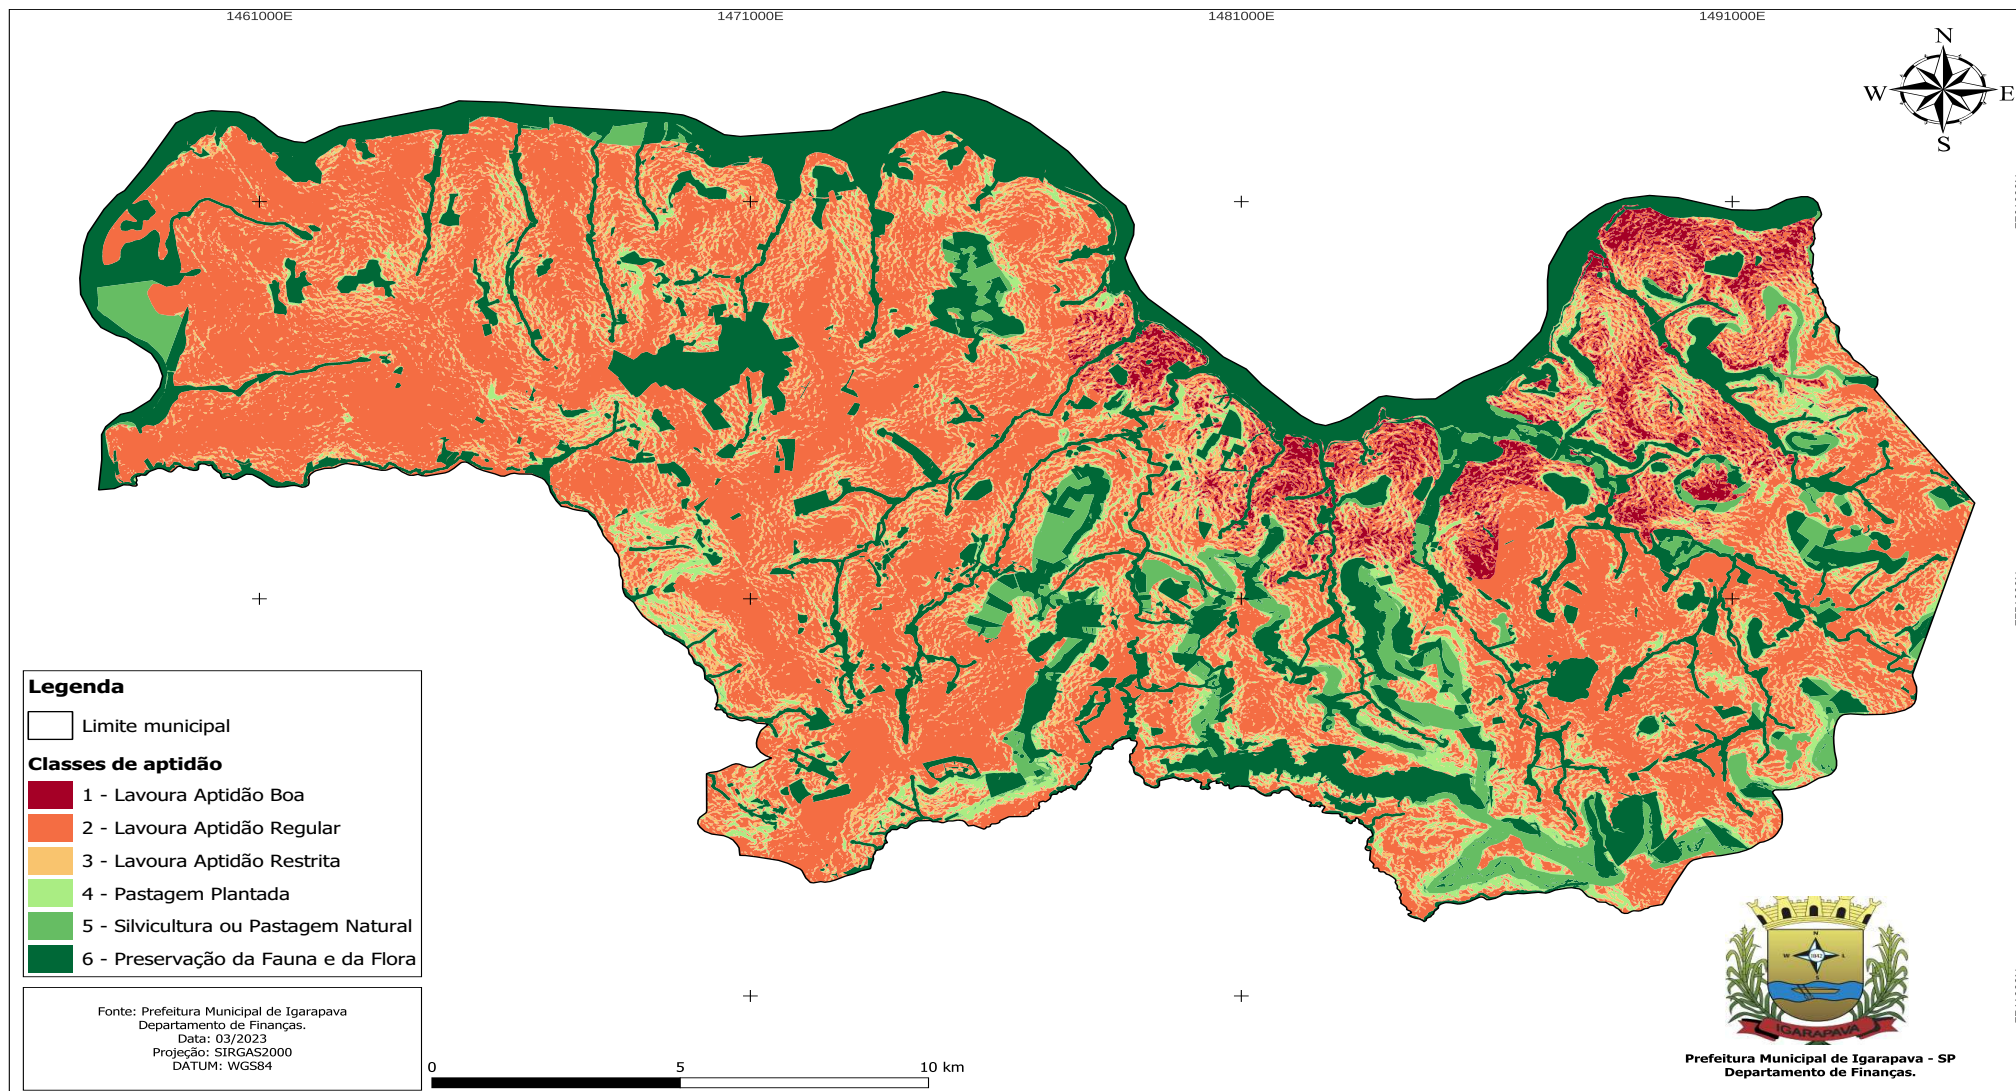 1461000E
1471000E
1481000E
1491000E
N
W
E
S
Legenda
Limite municipal
Classes de aptidão
1 - Lavoura Aptidão Boa
2 - Lavoura Aptidão Regular
3 - Lavoura Aptidão Restrita
4 - Pastagem Plantada
5 - Silvicultura ou Pastagem Natural
6 - Preservação da Fauna e da Flora
Fonte: Prefeitura Municipal de Igarapava
Departamento de Finanças.
Data: 03/2023
Projeção: SIRGAS2000
DATUM: WGS84
0
5
10 km
N
W
1842
L
S
IGARAPAVA
Prefeitura Municipal de Igarapava - SP
Departamento de Finanças.